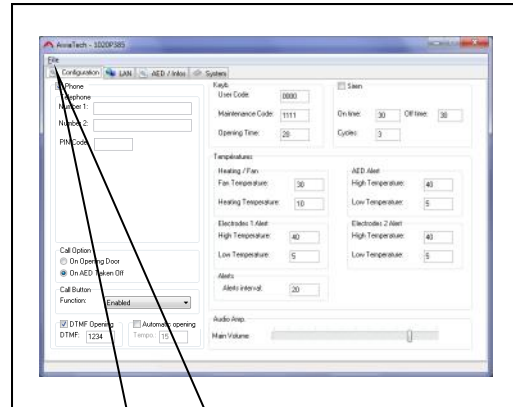 AivraTech - 1020P385
File
Configuration LAN AED / Infos System
Phone
Telephone
Number 1:
Number 2:
PIN Code:
Call Option
On Opening Door
On AED Taken Off
Call Button
Function: Enabled
DTMF Opening
DTMF: 1234
Automatic opening
Tempo. 15
Keyb.
User Code: 0000
Maintenance Code: 1111
Opening Time: 20
Siren
On time: 30 Off time: 30
Cycles: 3
Températures
Heating / Fan
Fan Temperature: 30
Heating Temperature: 10
AED Alert
High Temperature: 40
Low Temperature: 5
Electrodes 1 Alert
High Temperature: 40
Low Temperature: 5
Electrodes 2 Alert
High Temperature: 40
Low Temperature: 5
Alerts
Alerts interval: 20
Audio Amp.
Main Volume